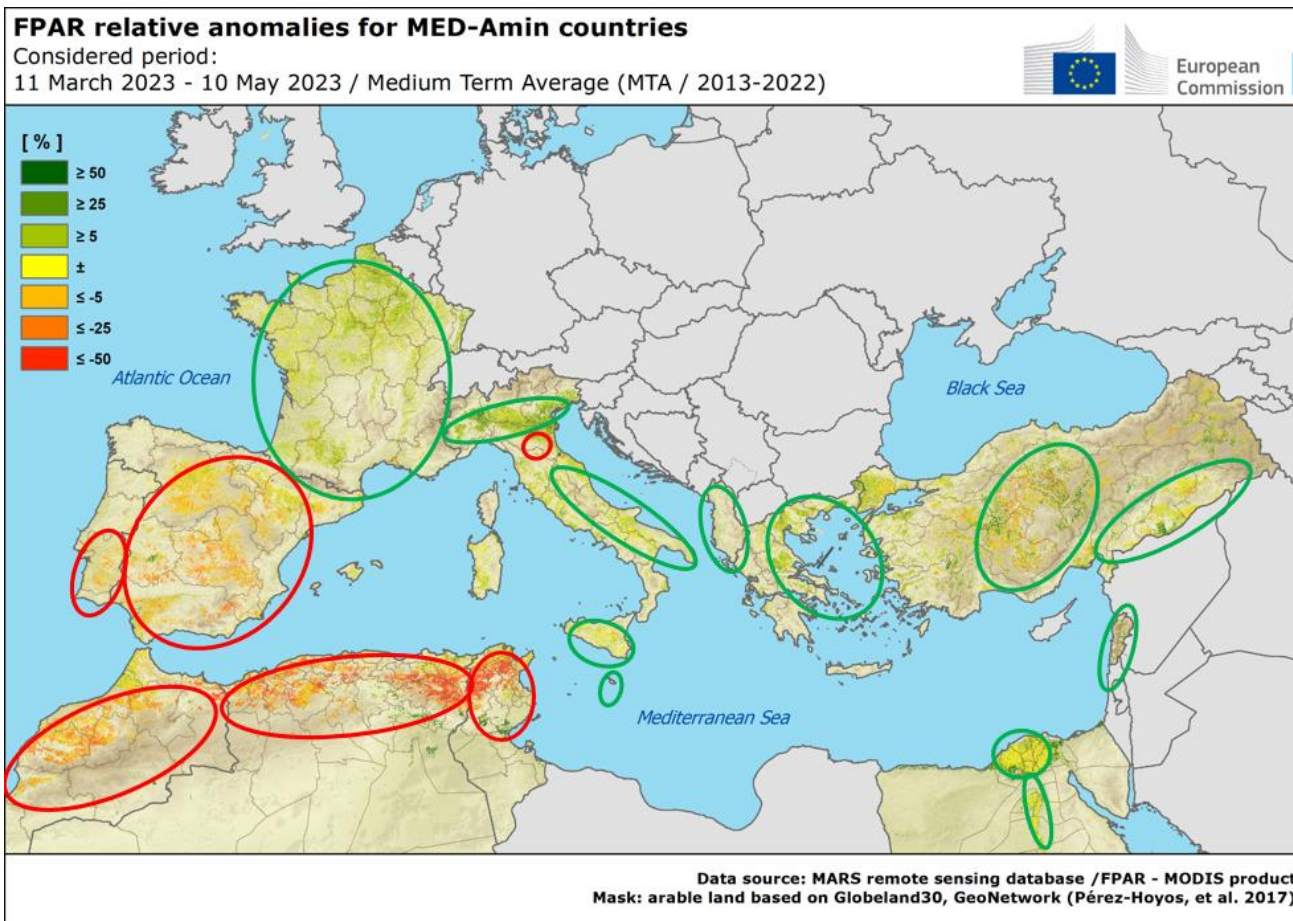 FPAR relative anomalies for MED-Amin countries
Considered period:
11 March 2023 - 10 May 2023 / Medium Term Average (MTA / 2013-2022)
European
Commission
[ % ]
≥ 50
≥ 25
≥ 5
±
≤ -5
≤ -25
≤ -50
Atlantic Ocean
Black Sea
Mediterranean Sea
Data source: MARS remote sensing database /FPAR - MODIS product
Mask: arable land based on Globeland30, GeoNetwork (Pérez-Hoyos, et al. 2017)